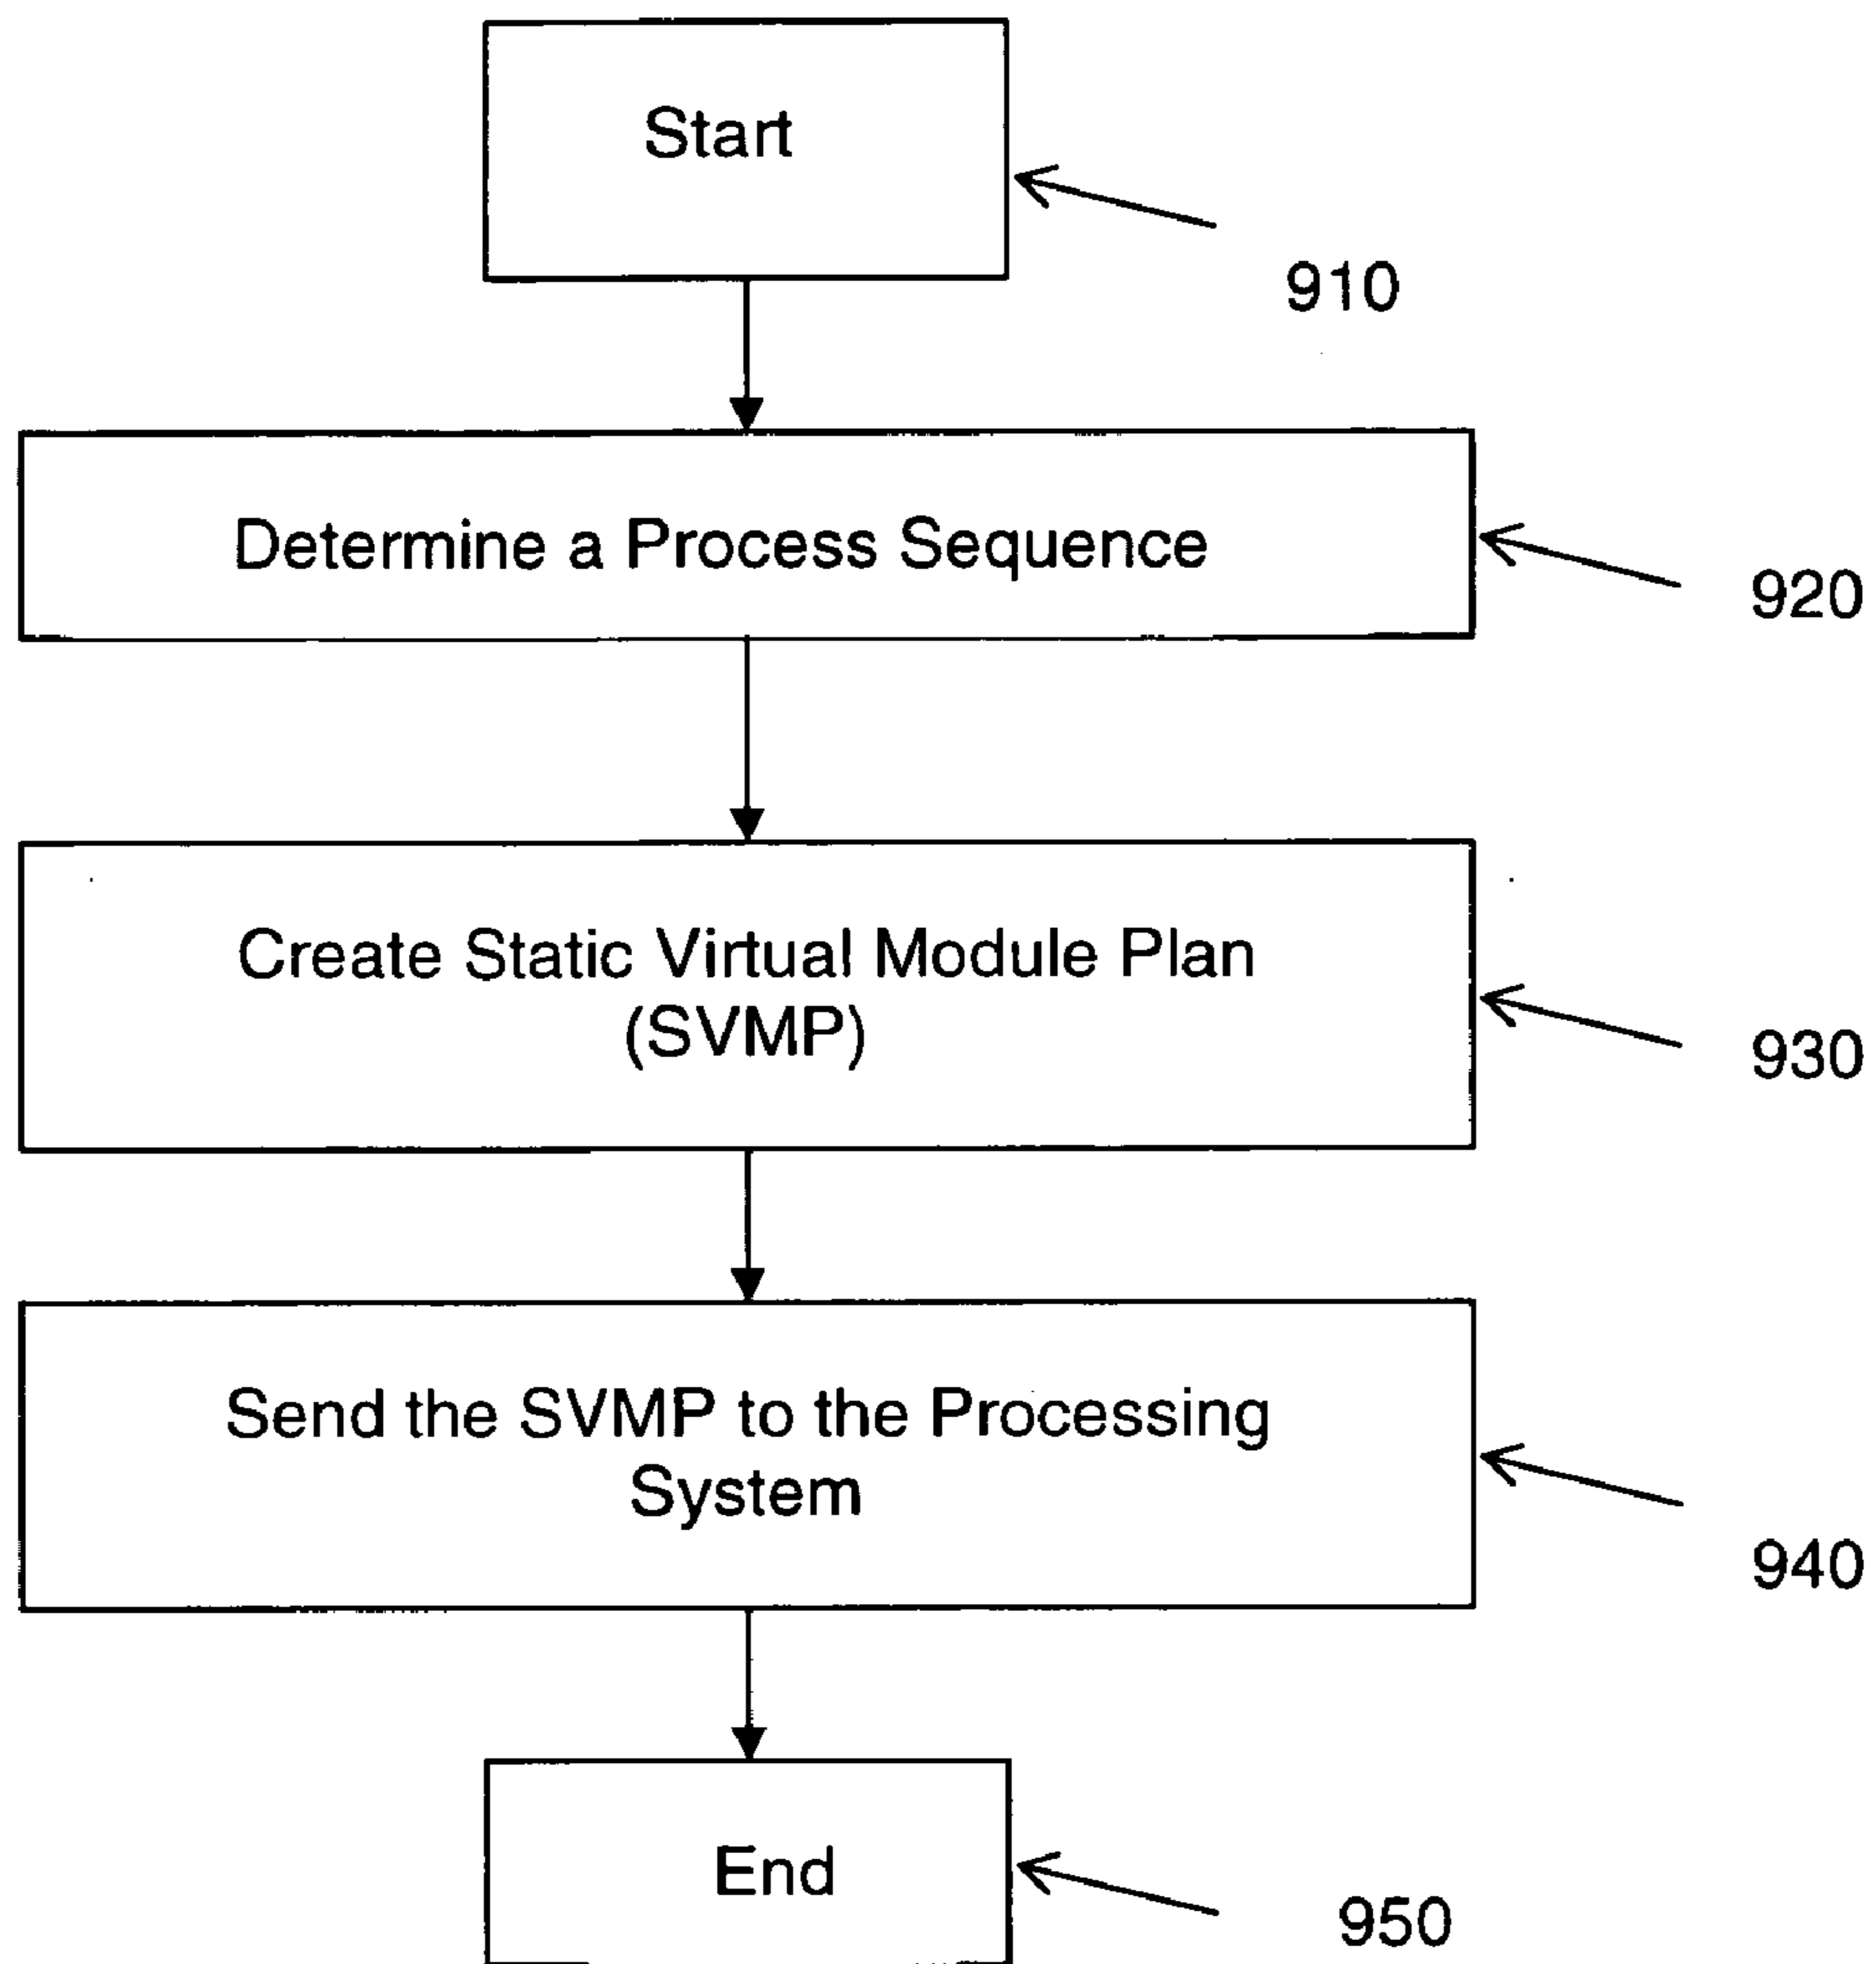 Start
910
Determine a Process Sequence
920
Create Static Virtual Module Plan
(SVMP)
930
Send the SVMP to the Processing
System
940
End
950